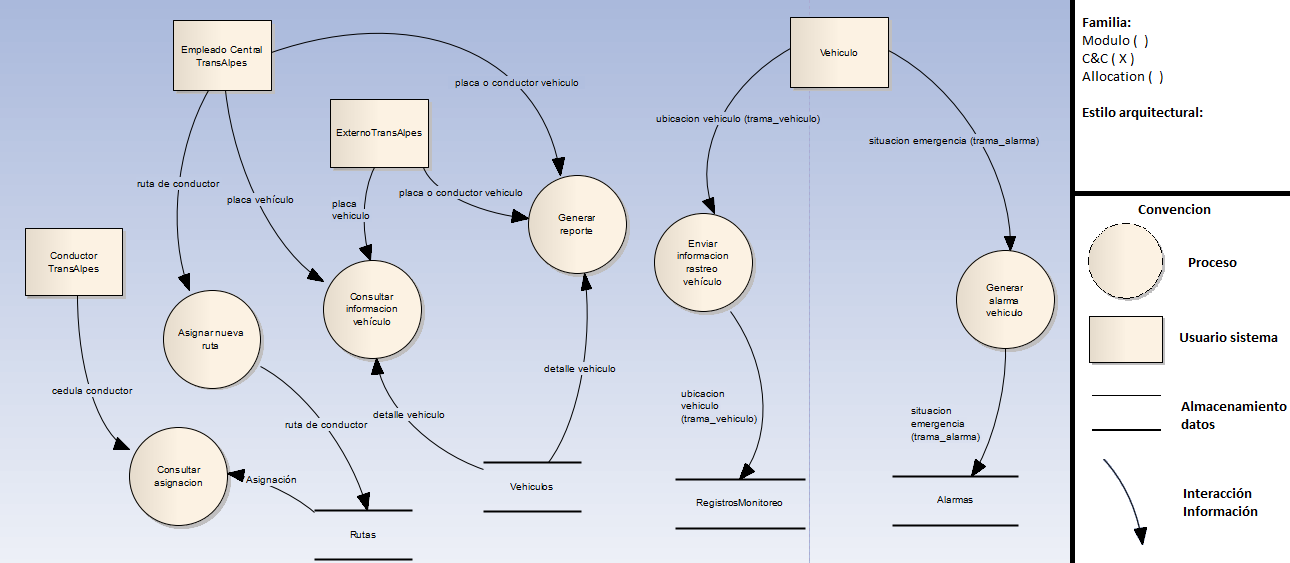 Empleado Central
TransAlpes
placa o conductor vehiculo
ExternoTransAlpes
ruta de conductor
placa vehículo
placa
vehiculo
placa o conductor vehiculo
Generar
reporte
Conductor
TransAlpes
Asignar nueva
ruta
Consultar
informacion
vehículo
cedula conductor
ruta de conductor
detalle vehiculo
detalle vehiculo
Consultar
asignacion
Asignación
Rutas
Vehiculos
Vehiculo
ubicacion vehiculo (trama_vehiculo)
situacion emergencia (trama_alarma)
Enviar
informacion
rastreo
vehículo
Generar
alarma
vehiculo
ubicacion
vehiculo
(trama_vehiculo)
situacion
emergencia
(trama_alarma)
RegistrosMonitoreo
Alarmas
Familia:
Modulo ( )
C&C ( X )
Allocation ( )
Estilo arquitectural:
Convencion
Proceso
Usuario sistema
Almacenamiento
datos
Interacción
Información